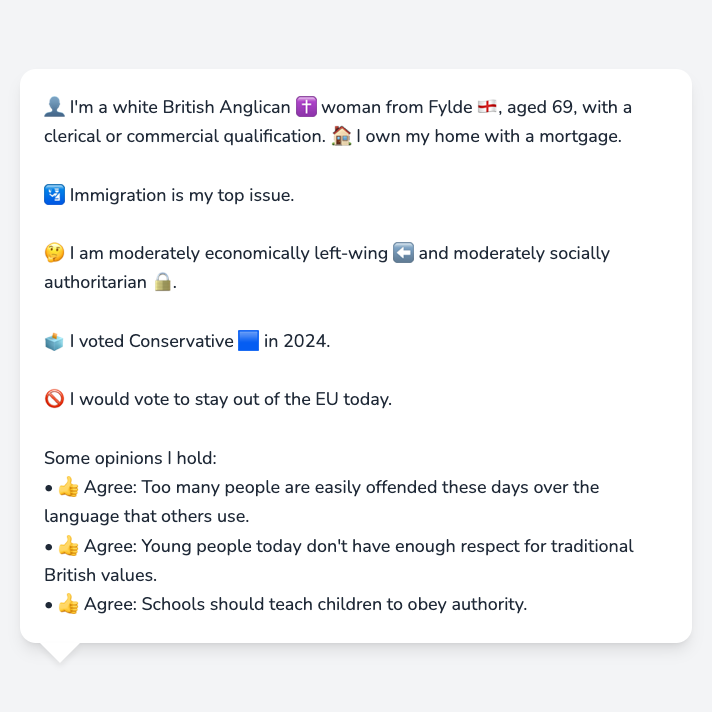 👤 I'm a white British Anglican ✝️ woman from Fylde 🏴󠁧󠁢󠁥󠁮󠁧󠁿, aged 69, with a
clerical or commercial qualification. 🏠 I own my home with a mortgage.
🛂 Immigration is my top issue.
🤔 I am moderately economically left-wing ⬅️ and moderately socially
authoritarian 🔒.
🗳️ I voted Conservative 🟦 in 2024.
🚫 I would vote to stay out of the EU today.
Some opinions I hold:
• 👍 Agree: Too many people are easily offended these days over the
language that others use.
• 👍 Agree: Young people today don't have enough respect for traditional
British values.
• 👍 Agree: Schools should teach children to obey authority.